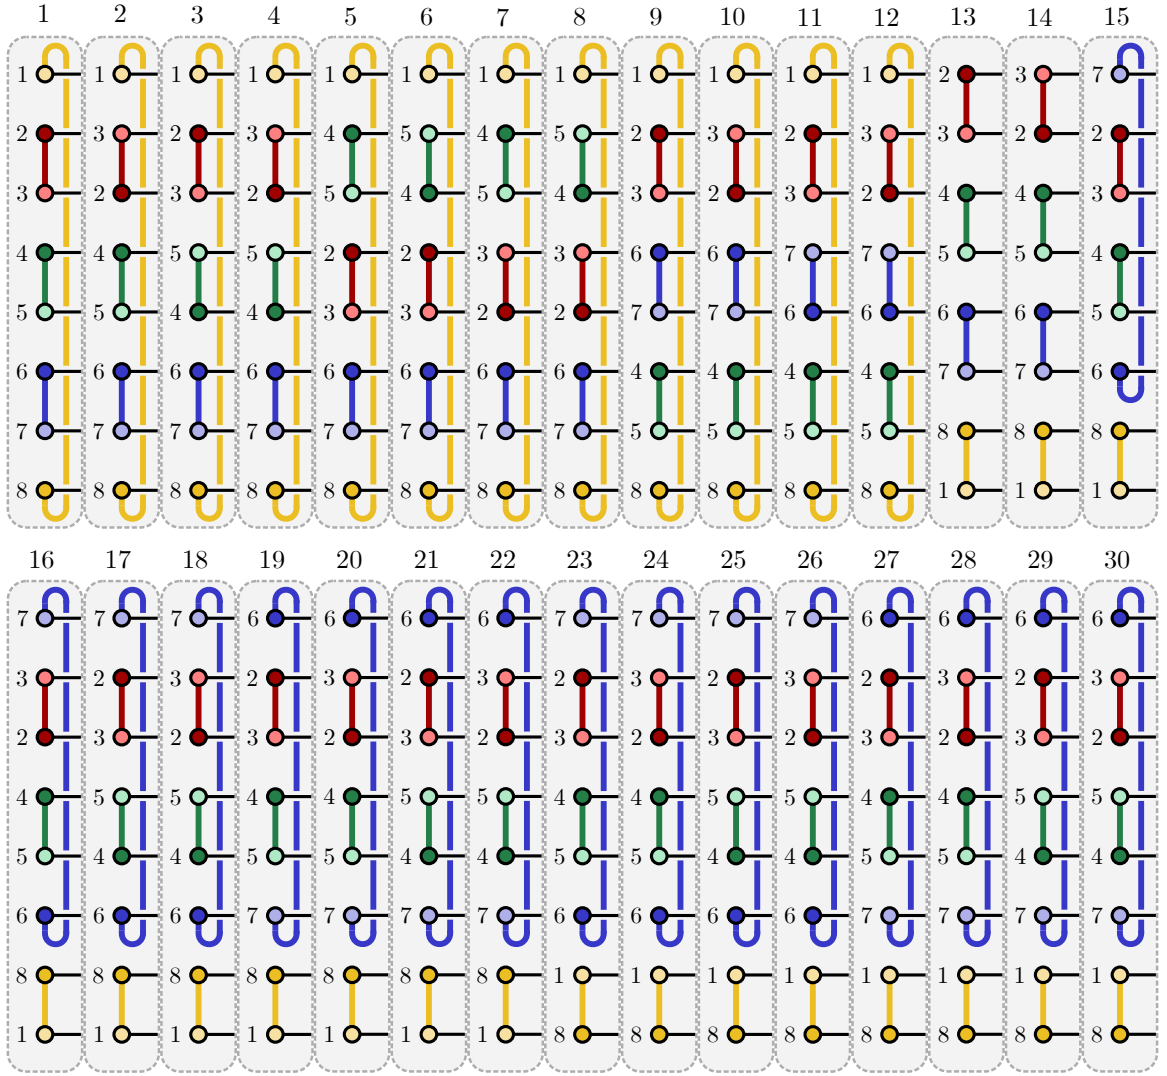 1 2 3 4 5 6 7 8 9 10 11 12 13 14 15
1 1 1 1 1 1 1 1 1 1 1 1 2 3 7
2 3 2 3 4 5 4 5 2 3 2 3 3 2 2
3 2 3 2 5 4 5 4 3 2 3 2 4 4 3
4 4 5 5 2 2 3 3 6 6 7 7 5 5 4
5 5 4 4 3 3 2 2 7 7 6 6 6 6 5
6 6 6 6 6 6 6 6 4 4 4 4 7 7 6
7 7 7 7 7 7 7 7 5 5 5 5 8 8 8
8 8 8 8 8 8 8 8 8 8 8 8 1 1 1
16 17 18 19 20 21 22 23 24 25 26 27 28 29 30
7 7 7 6 6 6 6 7 7 7 7 6 6 6 6
3 2 3 2 3 2 3 2 3 2 3 2 3 2 3
2 3 2 3 2 3 2 3 2 3 2 3 2 3 2
4 5 5 4 4 5 5 4 4 5 5 4 4 5 5
5 4 4 5 5 4 4 5 5 4 4 5 5 4 4
6 6 6 7 7 7 7 6 6 6 6 7 7 7 7
8 8 8 8 8 8 8 1 1 1 1 1 1 1 1
1 1 1 1 1 1 1 8 8 8 8 8 8 8 8